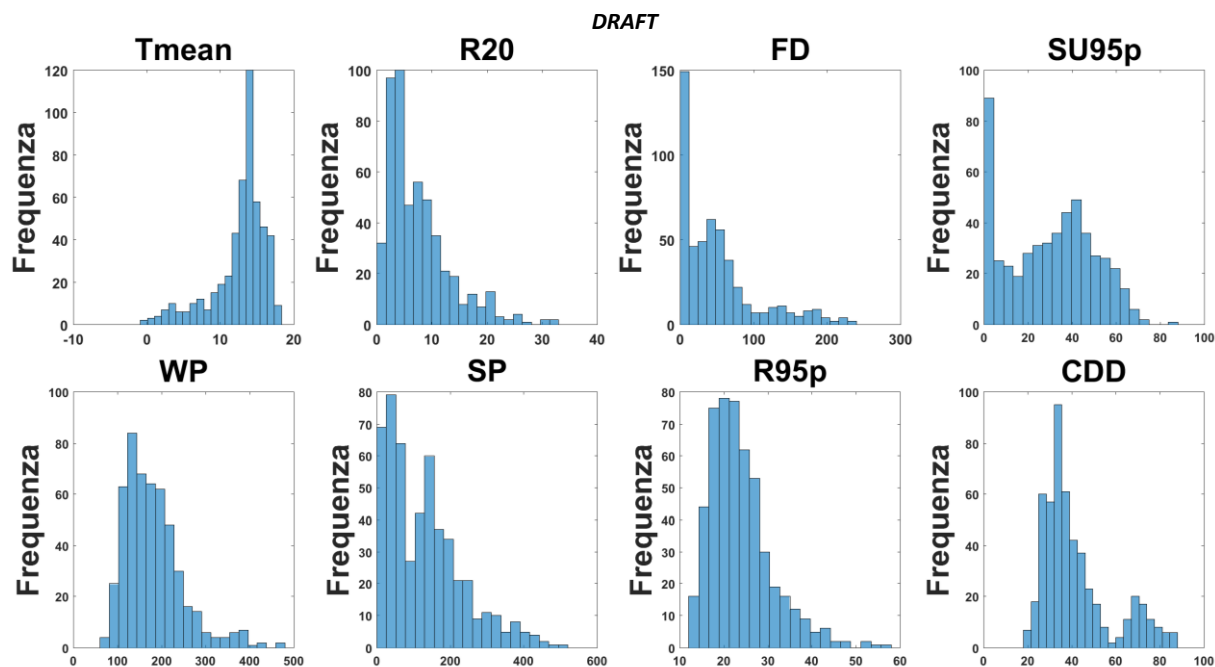 DRAFT
Tmean R20 FD SU95p
120 100 150 100
100 80 80
80 60 100 60
60 40 50 40
40 20 20
20 0 0 0
0
Frequenza Frequenza Frequenza Frequenza
-10 0 10 20 0 10 20 30 40 0 100 200 300 0 20 40 60 80 100
WP SP R95p CDD
100 80 80 100
80 70 70 80
60 60 60 60
40 50 50 40
20 40 40 20
0 30 30 0
20 20
10 10
0 0
Frequenza Frequenza Frequenza Frequenza
0 100 200 300 400 500 0 200 400 600 10 20 30 40 50 60 0 20 40 60 80 100